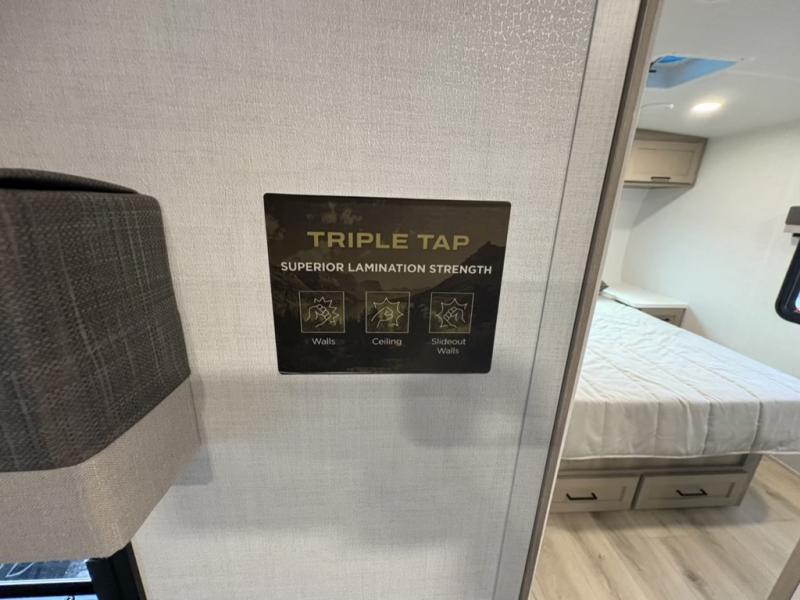 TRIPLE TAP
SUPERIOR LAMINATION STRENGTH
Walls
Ceiling
Slideout
Walls